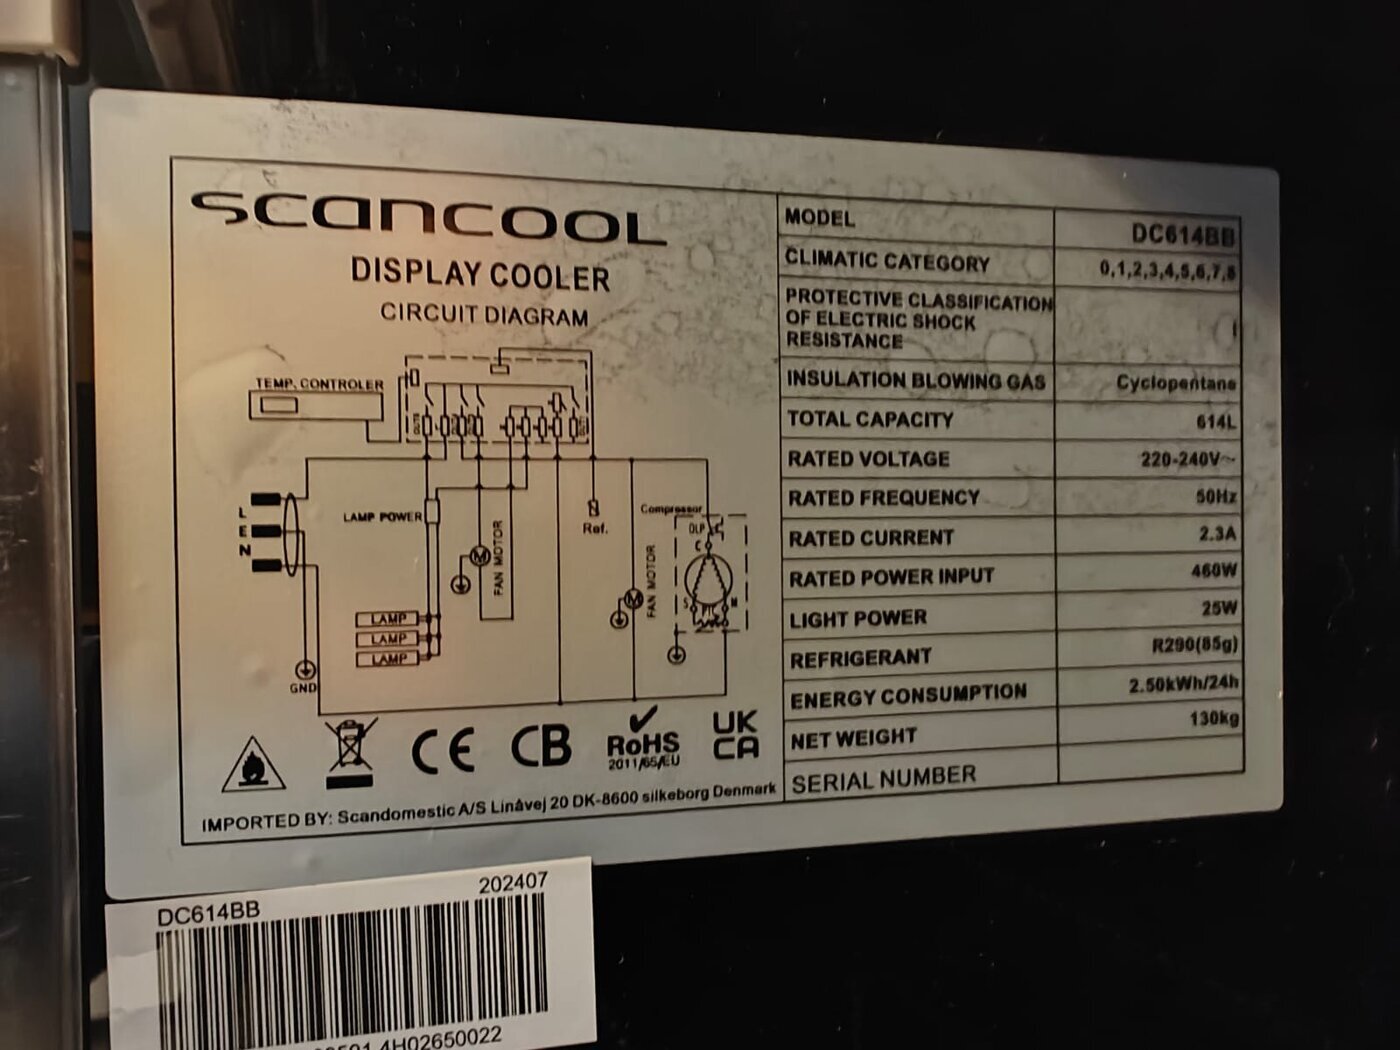 SCANCOOL
DISPLAY COOLER
CIRCUIT DIAGRAM
TEMP. CONTROLER
L
E
N
LAMP POWER
FAN MOTOR
Ref.
FAN MOTOR
Compressor
OLP
C
S
M
PTC
LAMP
LAMP
LAMP
GND
CE
CB
RoHS
2011/65/EU
UK
CA
IMPORTED BY: Scandomestic A/S Linåvej 20 DK-8600 silkeborg Denmark
MODEL DC614BB
CLIMATIC CATEGORY 0,1,2,3,4,5,6,7,8
PROTECTIVE CLASSIFICATION
OF ELECTRIC SHOCK
RESISTANCE I
INSULATION BLOWING GAS Cyclopentane
TOTAL CAPACITY 614L
RATED VOLTAGE 220-240V~
RATED FREQUENCY 50Hz
RATED CURRENT 2.3A
RATED POWER INPUT 460W
LIGHT POWER 25W
REFRIGERANT R290(85g)
ENERGY CONSUMPTION 2.50kWh/24h
NET WEIGHT 130kg
SERIAL NUMBER
DC614BB 202407
4H02650022